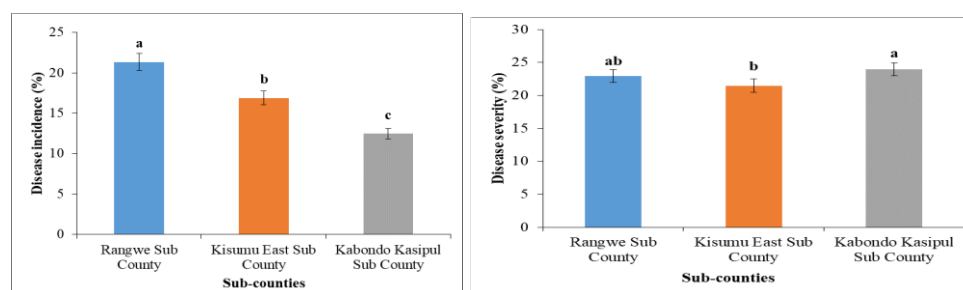 Disease incidence (%)
25
20
15
10
5
0
a
b
c
Rangwe Sub
County
Kisumu East Sub
County
Kabondo Kasipul
Sub County
Sub-counties
Disease severity (%)
30
25
20
15
10
5
0
ab
b
a
Rangwe Sub
County
Kisumu East Sub
County
Kabondo Kasipul
Sub County
Sub-counties